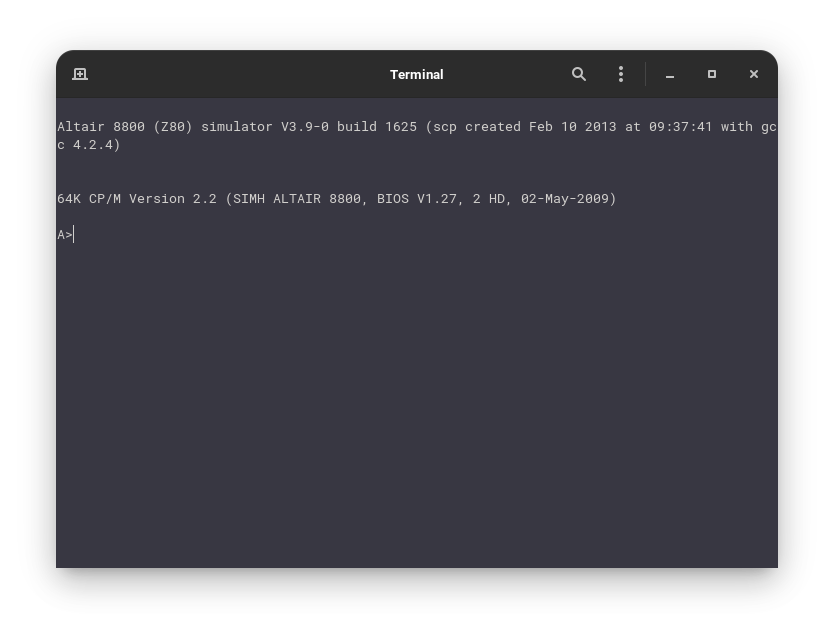 Terminal
Altair 8800 (Z80) simulator V3.9-0 build 1625 (scp created Feb 10 2013 at 09:37:41 with gc
c 4.2.4)
64K CP/M Version 2.2 (SIMH ALTAIR 8800, BIOS V1.27, 2 HD, 02-May-2009)
A>